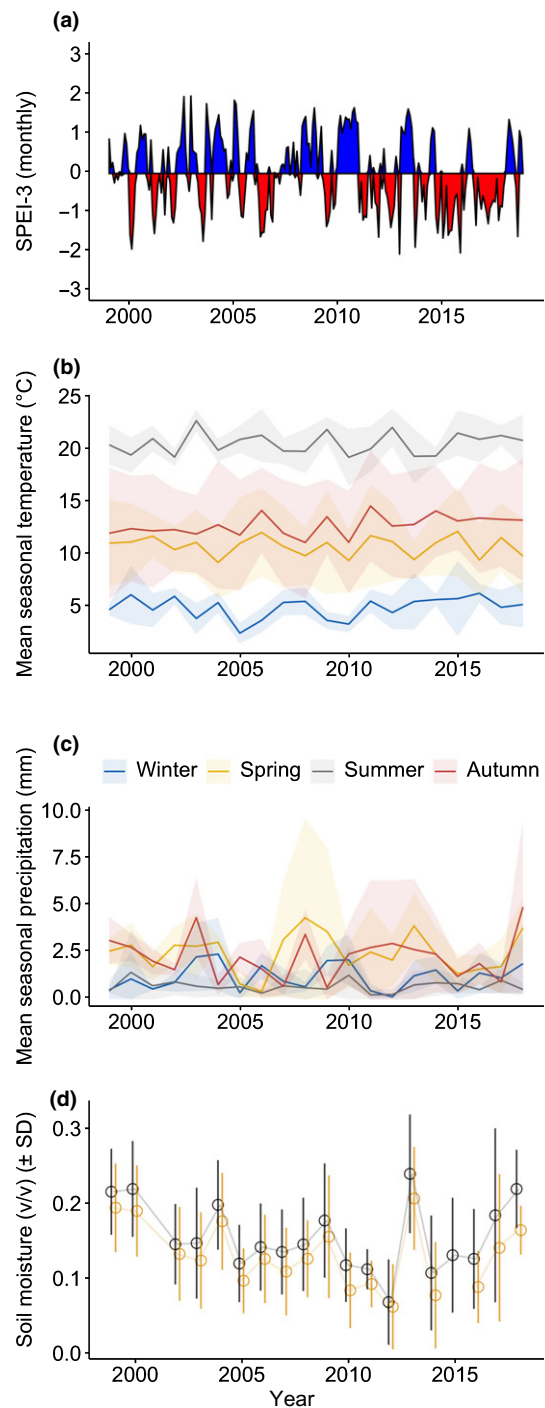 (a)
SPEI-3 (monthly)
3
2
1
0
−1
−2
−3
2000 2005 2010 2015
(b)
Mean seasonal temperature (°C)
25
20
15
10
5
2000 2005 2010 2015
(c)
Winter Spring Summer Autumn
Mean seasonal precipitation (mm)
10.0
7.5
5.0
2.5
0.0
2000 2005 2010 2015
(d)
Soil moisture (v/v) (± SD)
0.3
0.2
0.1
0.0
2000 2005 2010 2015
Year